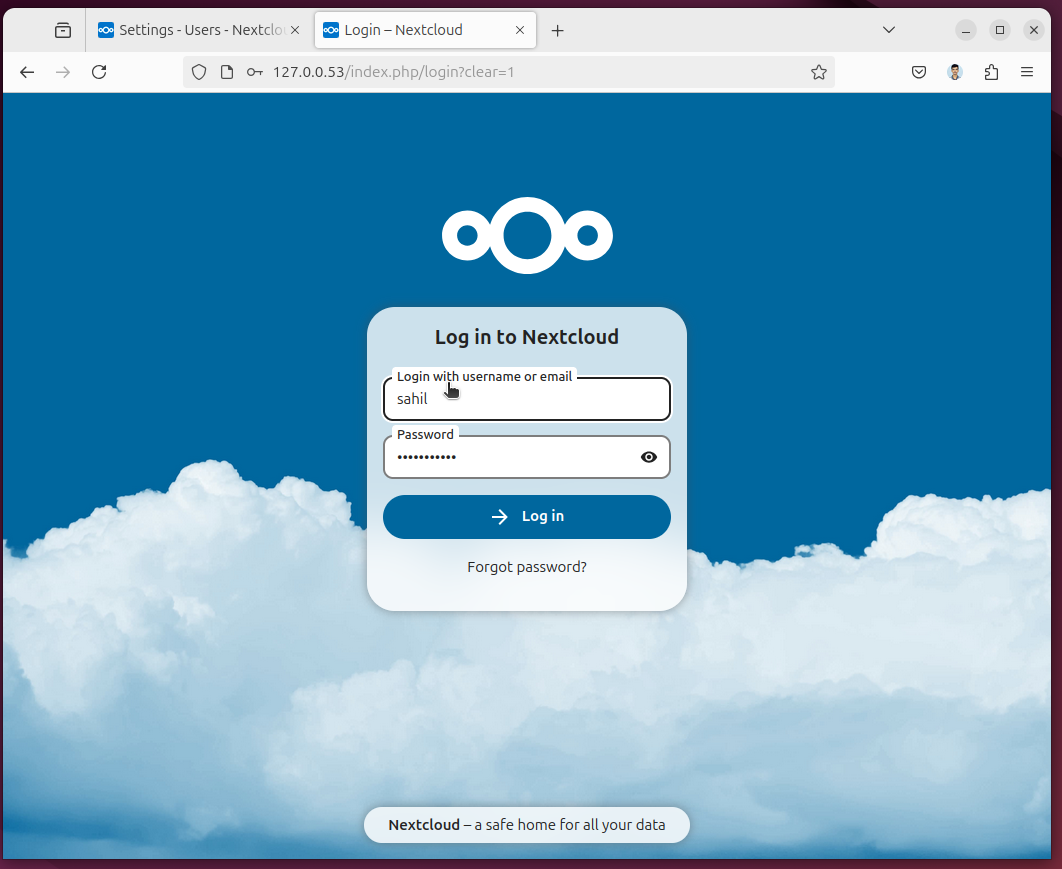 Settings - Users - Nextclo
Login – Nextcloud
127.0.0.53/index.php/login?clear=1
Log in to Nextcloud
Login with username or email
sahil
Password
•••••••••••
Log in
Forgot password?
Nextcloud – a safe home for all your data